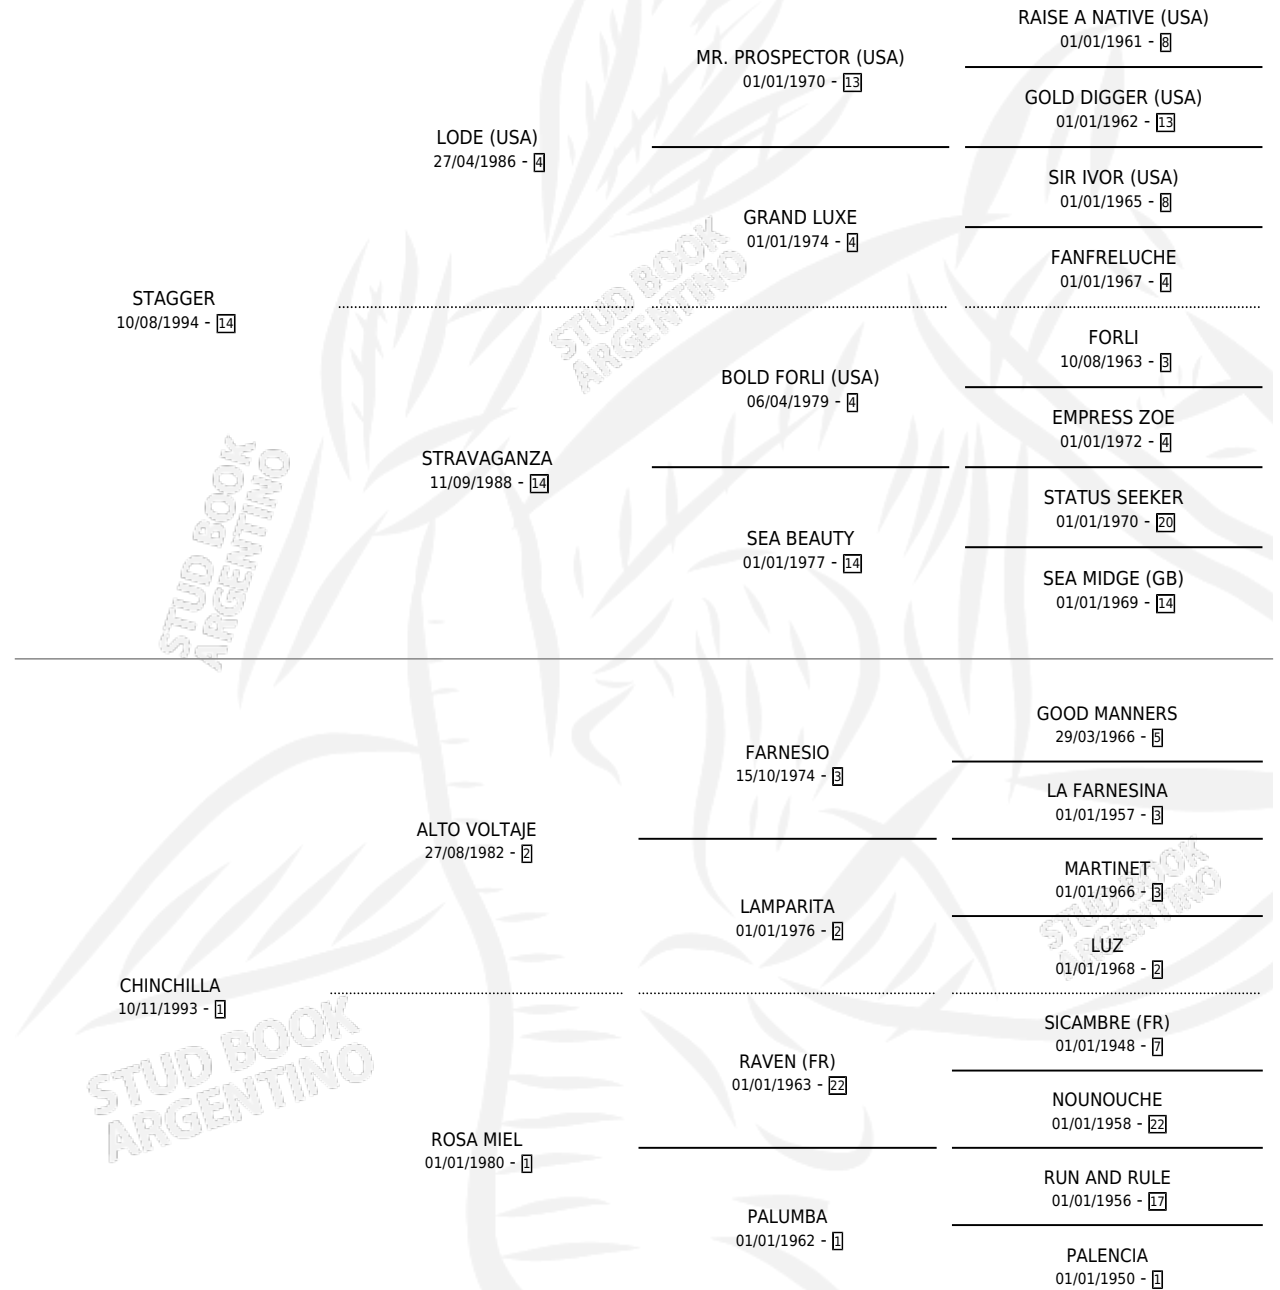 RAISE A NATIVE (USA)
01/01/1961 - 8
MR. PROSPECTOR (USA)
01/01/1970 - 13
GOLD DIGGER (USA)
01/01/1962 - 13
LODE (USA)
27/04/1986 - 4
SIR IVOR (USA)
01/01/1965 - 8
GRAND LUXE
01/01/1974 - 4
FANFRELUCHE
01/01/1967 - 4
STAGGER
10/08/1994 - 14
FORLI
10/08/1963 - 3
BOLD FORLI (USA)
06/04/1979 - 4
EMPRESS ZOE
01/01/1972 - 4
STRAVAGANZA
11/09/1988 - 14
STATUS SEEKER
01/01/1970 - 20
SEA BEAUTY
01/01/1977 - 14
SEA MIDGE (GB)
01/01/1969 - 14
STUD BOOK
ARGENTINO
STUD BOOK
ARGENTINO
GOOD MANNERS
29/03/1966 - 5
FARNESIO
15/10/1974 - 3
LA FARNESINA
01/01/1957 - 3
ALTO VOLTAJE
27/08/1982 - 2
MARTINET
01/01/1966 - 3
LAMPARITA
01/01/1976 - 2
LUZ
01/01/1968 - 2
CHINCHILLA
10/11/1993 - 1
SICAMBRE (FR)
01/01/1948 - 7
RAVEN (FR)
01/01/1963 - 22
NOUNOUCHE
01/01/1958 - 22
ROSA MIEL
01/01/1980 - 1
RUN AND RULE
01/01/1956 - 17
PALUMBA
01/01/1962 - 1
PALENCIA
01/01/1950 - 1
STUD BOOK
ARGENTINO
STUD BOOK
ARGENTINO